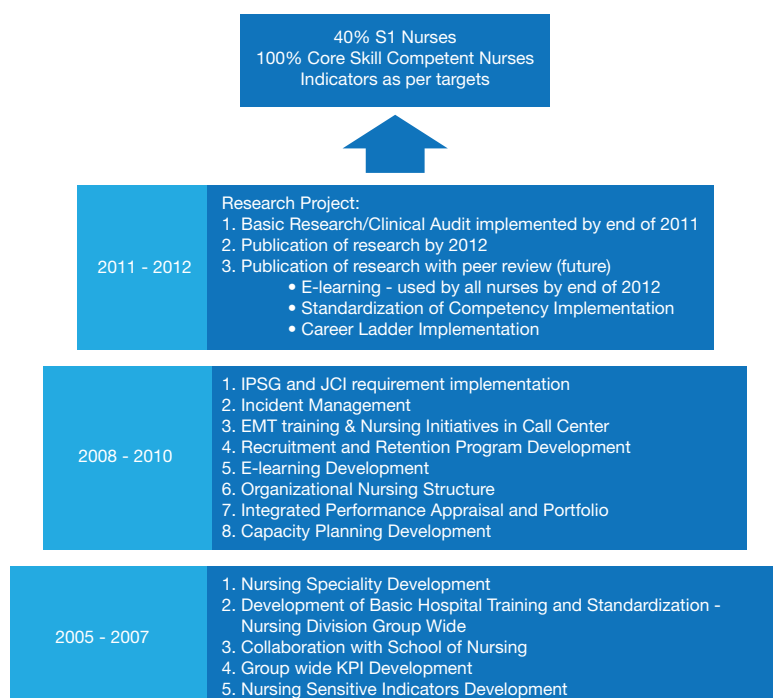 40% S1 Nurses
100% Core Skill Competent Nurses
Indicators as per targets
2011 - 2012
Research Project:
1. Basic Research/Clinical Audit implemented by end of 2011
2. Publication of research by 2012
3. Publication of research with peer review (future)
• E-learning - used by all nurses by end of 2012
• Standardization of Competency Implementation
• Career Ladder Implementation
2008 - 2010
1. IPSG and JCI requirement implementation
2. Incident Management
3. EMT training & Nursing Initiatives in Call Center
4. Recruitment and Retention Program Development
5. E-learning Development
6. Organizational Nursing Structure
7. Integrated Performance Appraisal and Portfolio
8. Capacity Planning Development
2005 - 2007
1. Nursing Speciality Development
2. Development of Basic Hospital Training and Standardization -
Nursing Division Group Wide
3. Collaboration with School of Nursing
4. Group wide KPI Development
5. Nursing Sensitive Indicators Development